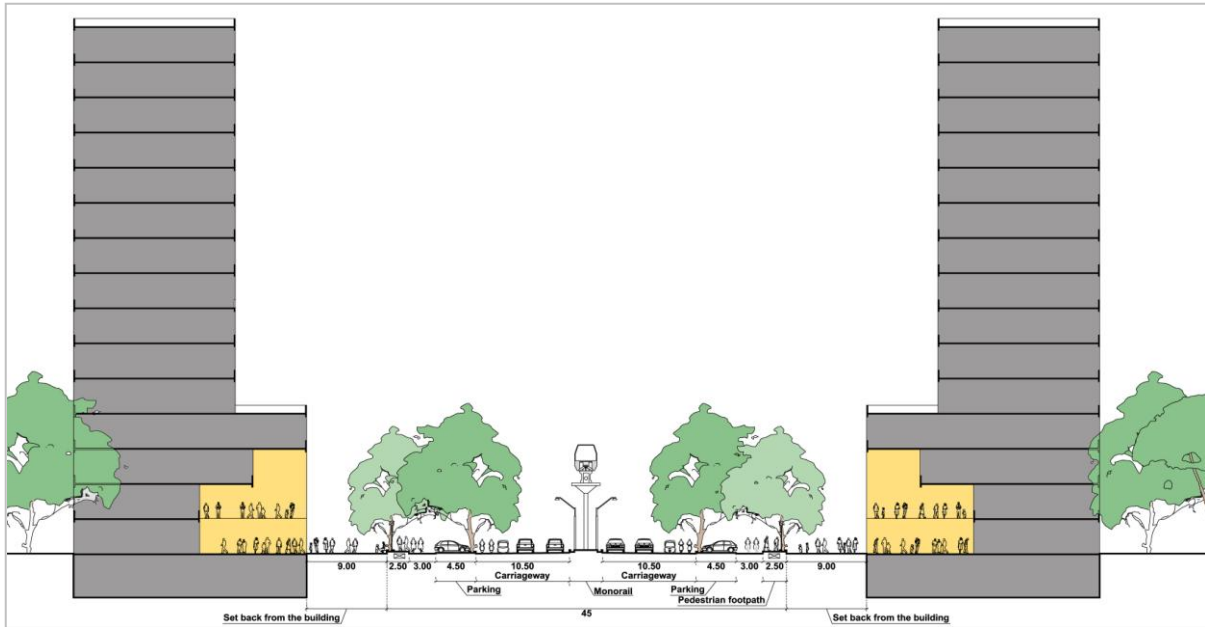 9.00 2.50 3.00 4.50 10.50 10.50 4.50 3.00 2.50 9.00
Carriageway Carriageway
Parking Monorail Parking
Pedestrian footpath
45
Set back from the building Set back from the building